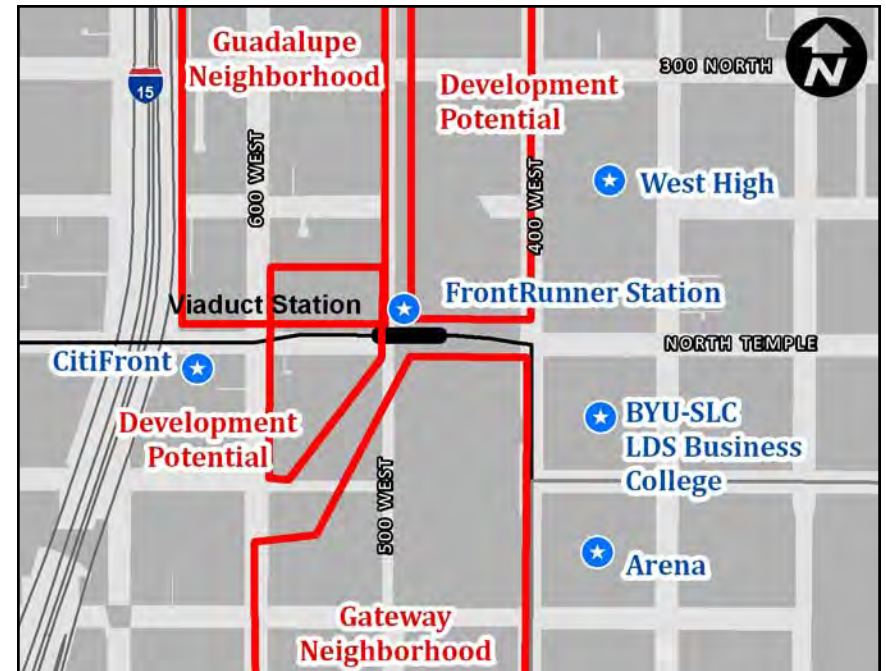 Guadalupe
Neighborhood
15
300 NORTH
N
Development
Potential
600 WEST
400 WEST
West High
Viaduct Station
FrontRunner Station
NORTH TEMPLE
CitiFront
Development
Potential
BYU-SLC
LDS Business
College
500 WEST
Arena
Gateway
Neighborhood